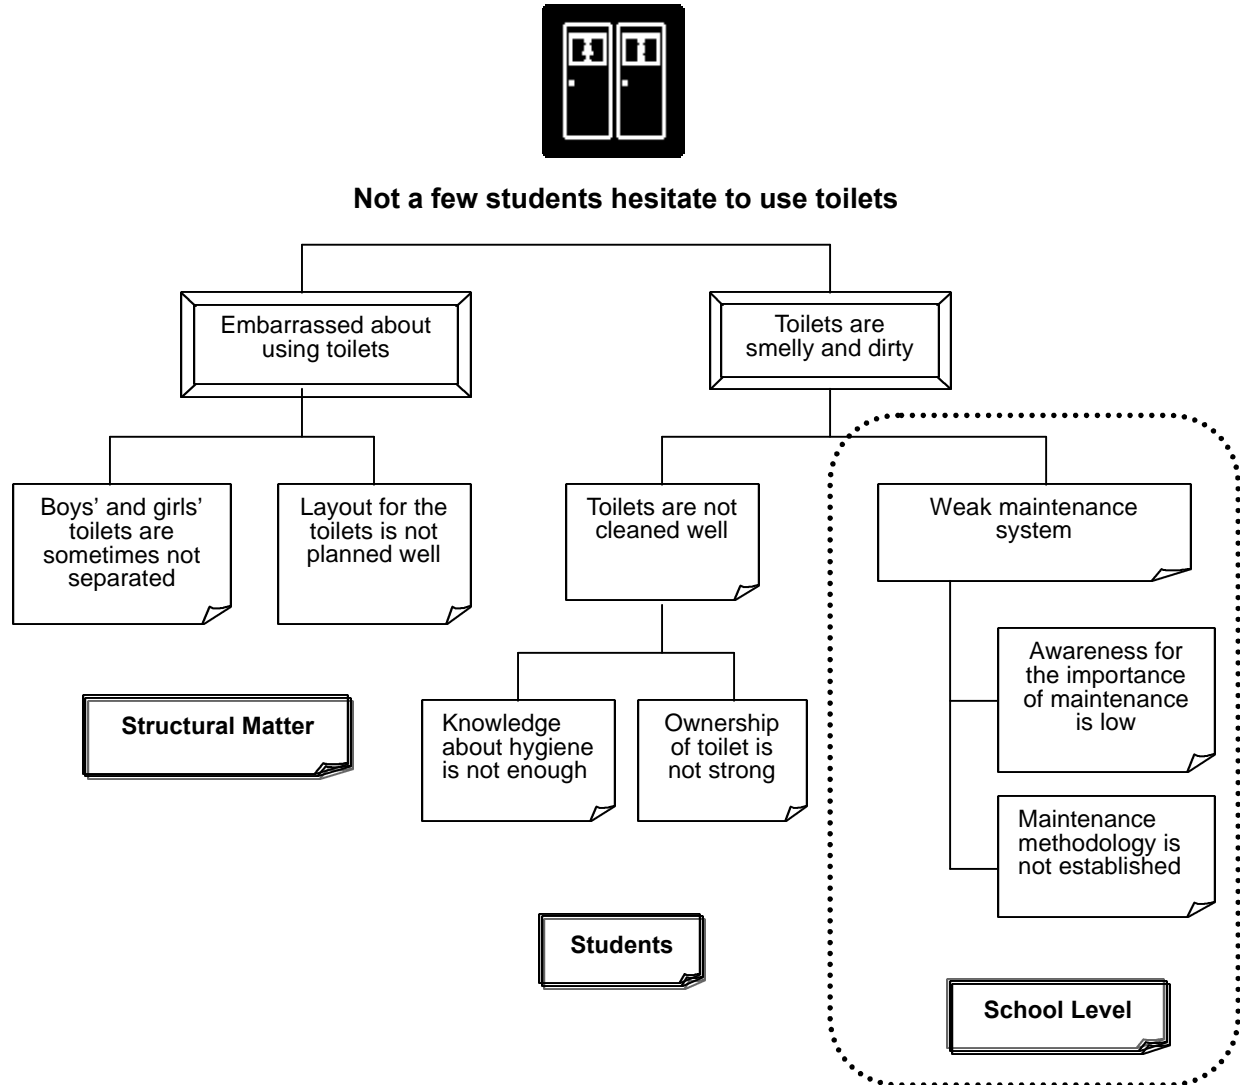 Not a few students hesitate to use toilets
Embarrassed about
using toilets
Toilets are
smelly and dirty
Boys’ and girls’
toilets are
sometimes not
separated
Layout for the
toilets is not
planned well
Toilets are not
cleaned well
Weak maintenance
system
Knowledge
about hygiene
is not enough
Ownership
of toilet is
not strong
Awareness for
the importance
of maintenance
is low
Maintenance
methodology is
not established
Structural Matter
Students
School Level